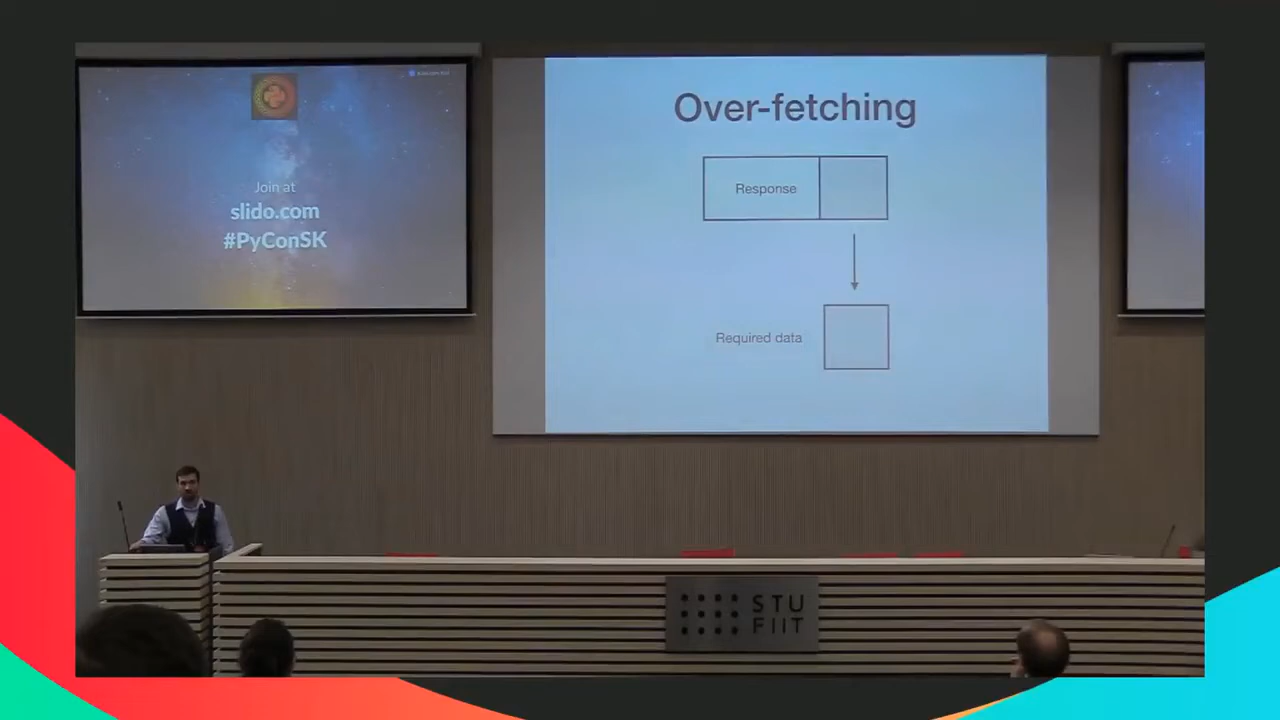 Join at
slido.com
#PyConSK
Over-fetching
Response
Required data
STU
FIIT